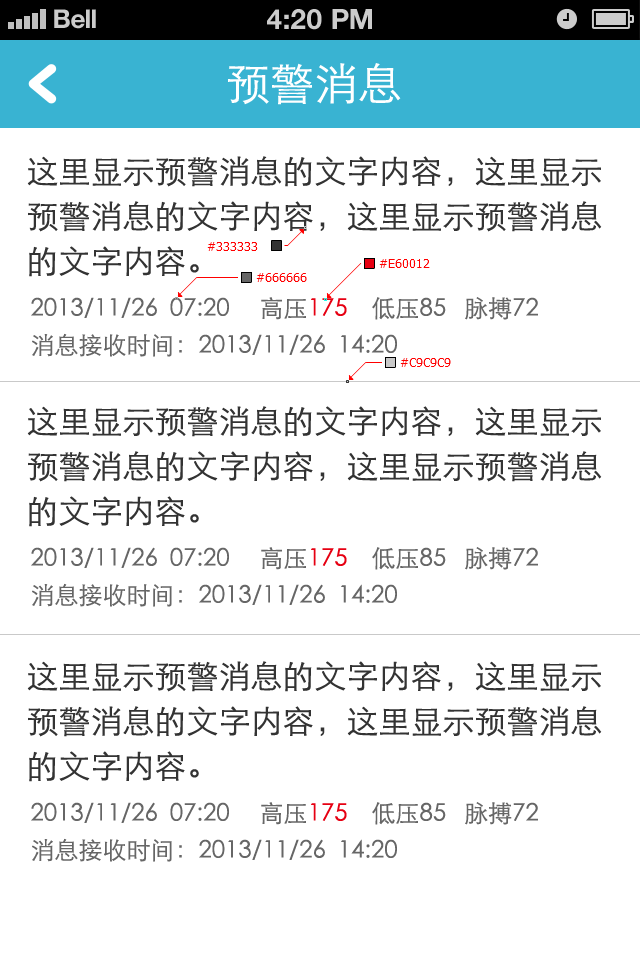 Bell 4:20 PM
预警消息
这里显示预警消息的文字内容，这里显示
预警消息的文字内容，这里显示预警消息
#333333
的文字内容。
#E60012
#666666
2013/11/26 07:20 高压175 低压85 脉搏72
消息接收时间：2013/11/26 14:20
#C9C9C9
这里显示预警消息的文字内容，这里显示
预警消息的文字内容，这里显示预警消息
的文字内容。
2013/11/26 07:20 高压175 低压85 脉搏72
消息接收时间：2013/11/26 14:20
这里显示预警消息的文字内容，这里显示
预警消息的文字内容，这里显示预警消息
的文字内容。
2013/11/26 07:20 高压175 低压85 脉搏72
消息接收时间：2013/11/26 14:20